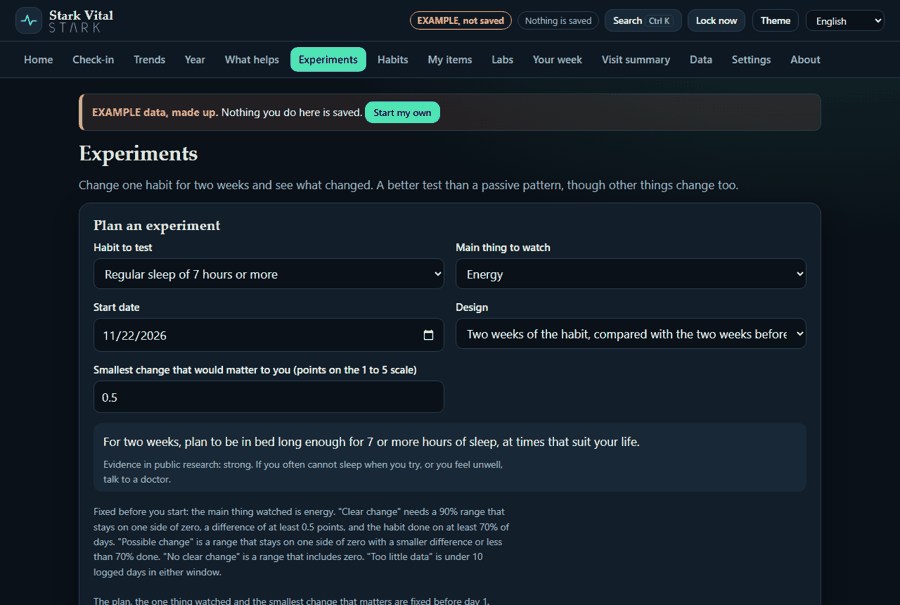 Stark Vital
STARK
EXAMPLE, not saved
Nothing is saved
Search Ctrl K
Lock now
Theme
English
Home Check-in Trends Year What helps Experiments Habits My items Labs Your week Visit summary Data Settings About
EXAMPLE data, made up. Nothing you do here is saved. Start my own
Experiments
Change one habit for two weeks and see what changed. A better test than a passive pattern, though other things change too.
Plan an experiment
Habit to test
Regular sleep of 7 hours or more
Main thing to watch
Energy
Start date
11/22/2026
Design
Two weeks of the habit, compared with the two weeks before
Smallest change that would matter to you (points on the 1 to 5 scale)
0.5
For two weeks, plan to be in bed long enough for 7 or more hours of sleep, at times that suit your life.
Evidence in public research: strong. If you often cannot sleep when you try, or you feel unwell,
talk to a doctor.
Fixed before you start: the main thing watched is energy. "Clear change" needs a 90% range that
stays on one side of zero, a difference of at least 0.5 points, and the habit done on at least 70% of
days. "Possible change" is a range that stays on one side of zero with a smaller difference or less
than 70% done. "No clear change" is a range that includes zero. "Too little data" is under 10
logged days in either window.
The plan, the one thing watched and the smallest change that matters are fixed before day 1.